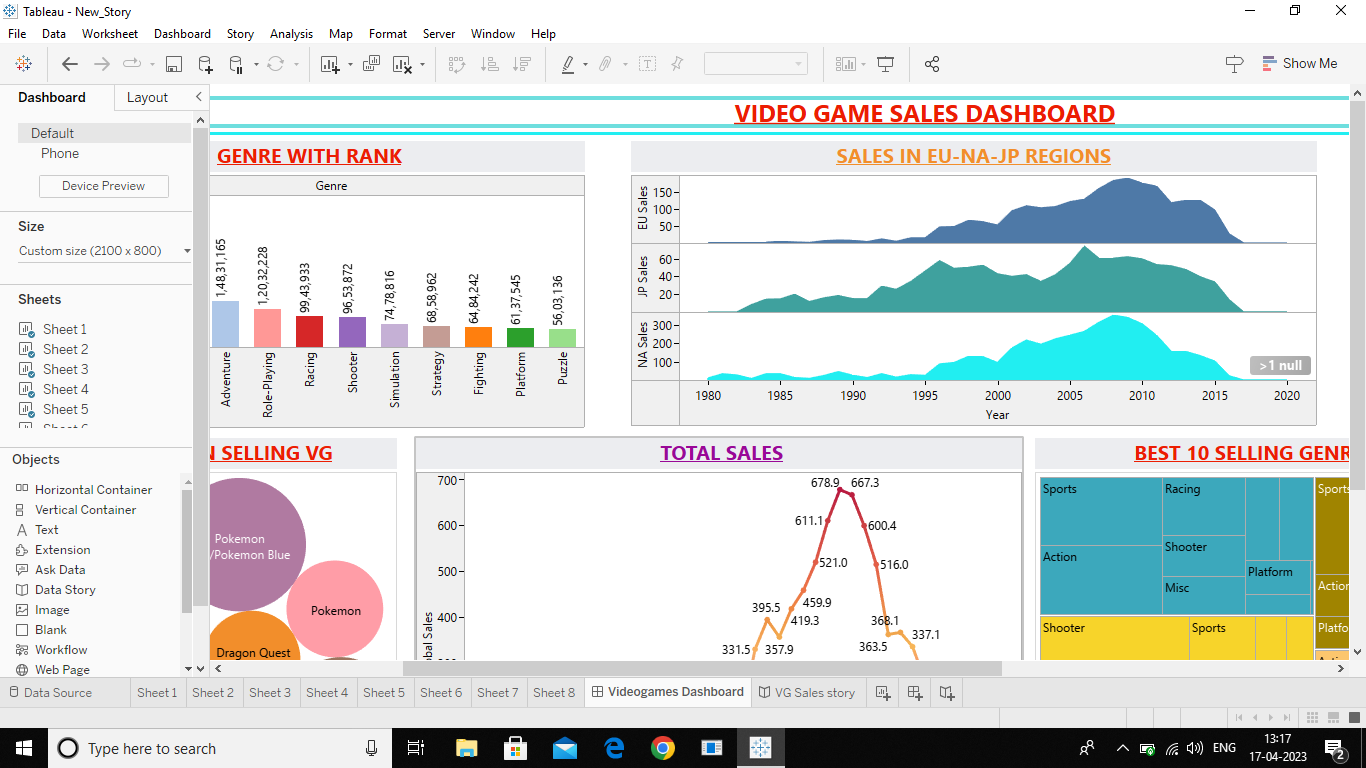 Tableau - New_Story
File Data Worksheet Dashboard Story Analysis Map Format Server Window Help
Show Me
Dashboard Layout
Default
Phone
Device Preview
Size
Custom size (2100 x 800)
Sheets
Sheet 1
Sheet 2
Sheet 3
Sheet 4
Sheet 5
Objects
Horizontal Container
Vertical Container
Text
Extension
Ask Data
Data Story
Image
Blank
Workflow
Web Page
VIDEO GAME SALES DASHBOARD
GENRE WITH RANK
Genre
1,48,31,165
1,20,32,228
99,43,933
96,53,872
74,78,816
68,58,962
64,84,242
61,37,545
56,03,136
Adventure
Role-Playing
Racing
Shooter
Simulation
Strategy
Fighting
Platform
Puzzle
SALES IN EU-NA-JP REGIONS
EU Sales
150
100
50
JP Sales
60
40
20
NA Sales
300
200
100
>1 null
1980 1985 1990 1995 2000 2005 2010 2015 2020
Year
N SELLING VG
Pokemon
/Pokemon Blue
Pokemon
Dragon Quest
TOTAL SALES
700
600
500
400
bal Sales
678.9 667.3
611.1 600.4
521.0 516.0
459.9
395.5
419.3 368.1
337.1
331.5 357.9 363.5
BEST 10 SELLING GENR
Sports Racing Sports
Shooter
Action Platform
Misc Action
Shooter Sports Platfo
Data Source Sheet 1 Sheet 2 Sheet 3 Sheet 4 Sheet 5 Sheet 6 Sheet 7 Sheet 8 Videogames Dashboard VG Sales story
Type here to search
ENG
13:17
17-04-2023
2